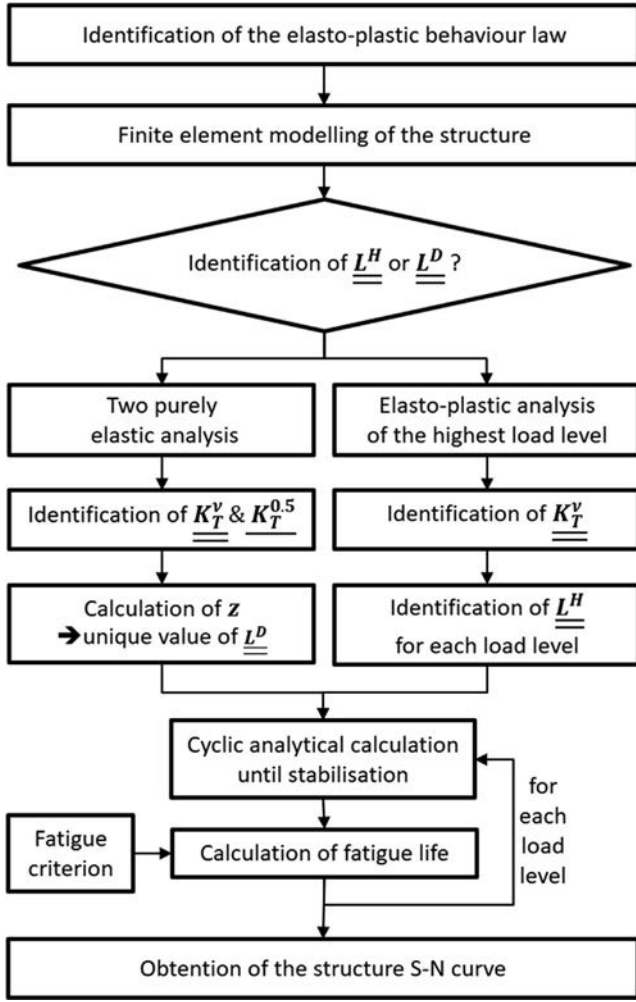 Identification of the elasto-plastic behaviour law
Finite element modelling of the structure
Identification of L^H or L^D ?
Two purely
elastic analysis
Elasto-plastic analysis
of the highest load level
Identification of K_T^ν & K_T^0.5
Identification of K_T^ν
Calculation of z
➔unique value of L^D
Identification of L^H
for each load level
Cyclic analytical calculation
until stabilisation
for
each
load
level
Fatigue
criterion
Calculation of fatigue life
Obtention of the structure S-N curve